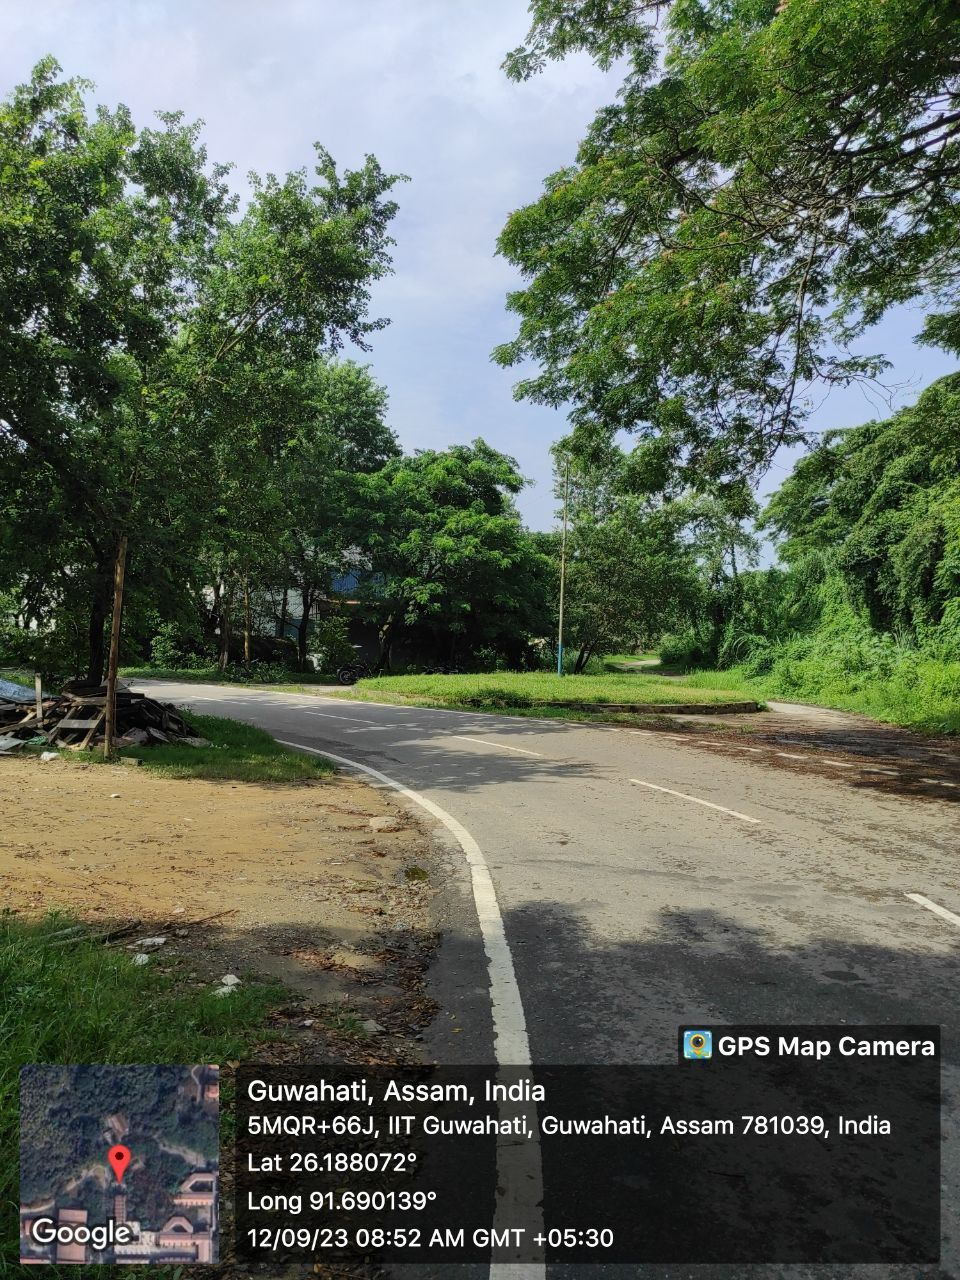 GPS Map Camera
Guwahati, Assam, India
5MQR+66J, IIT Guwahati, Guwahati, Assam 781039, India
Lat 26.188072°
Long 91.690139°
12/09/23 08:52 AM GMT +05:30
Google